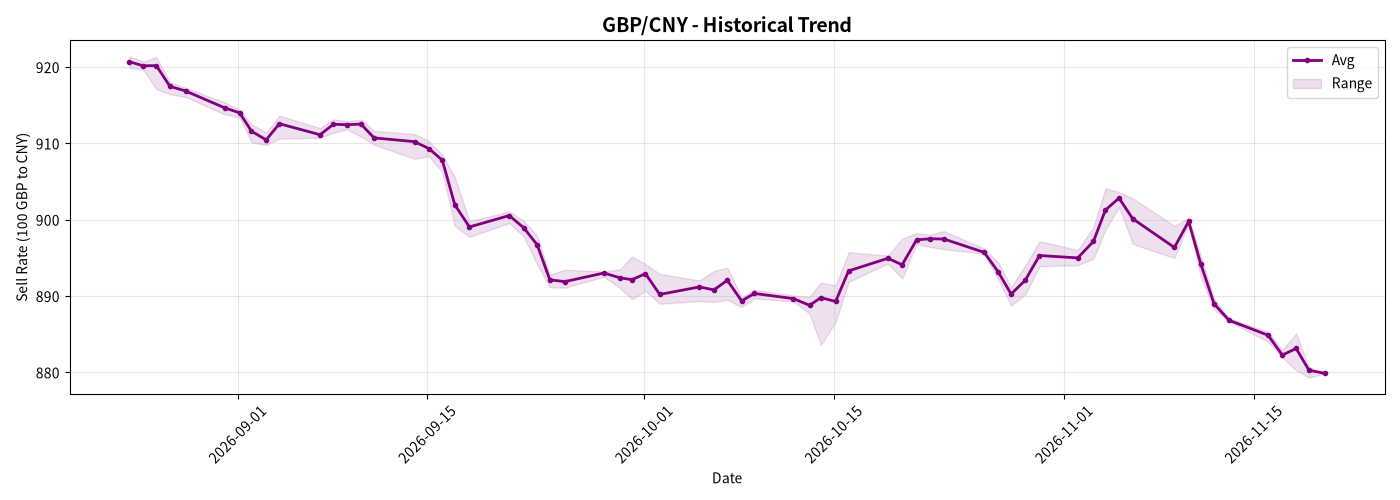 GBP/CNY - Historical Trend
Avg
Range
Sell Rate (100 GBP to CNY)
920
910
900
890
880
2026-09-01
2026-09-15
2026-10-01
2026-10-15
2026-11-01
2026-11-15
Date